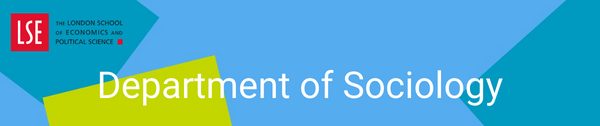 LSE
THE LONDON SCHOOL
OF ECONOMICS AND
POLITICAL SCIENCE
Department of Sociology